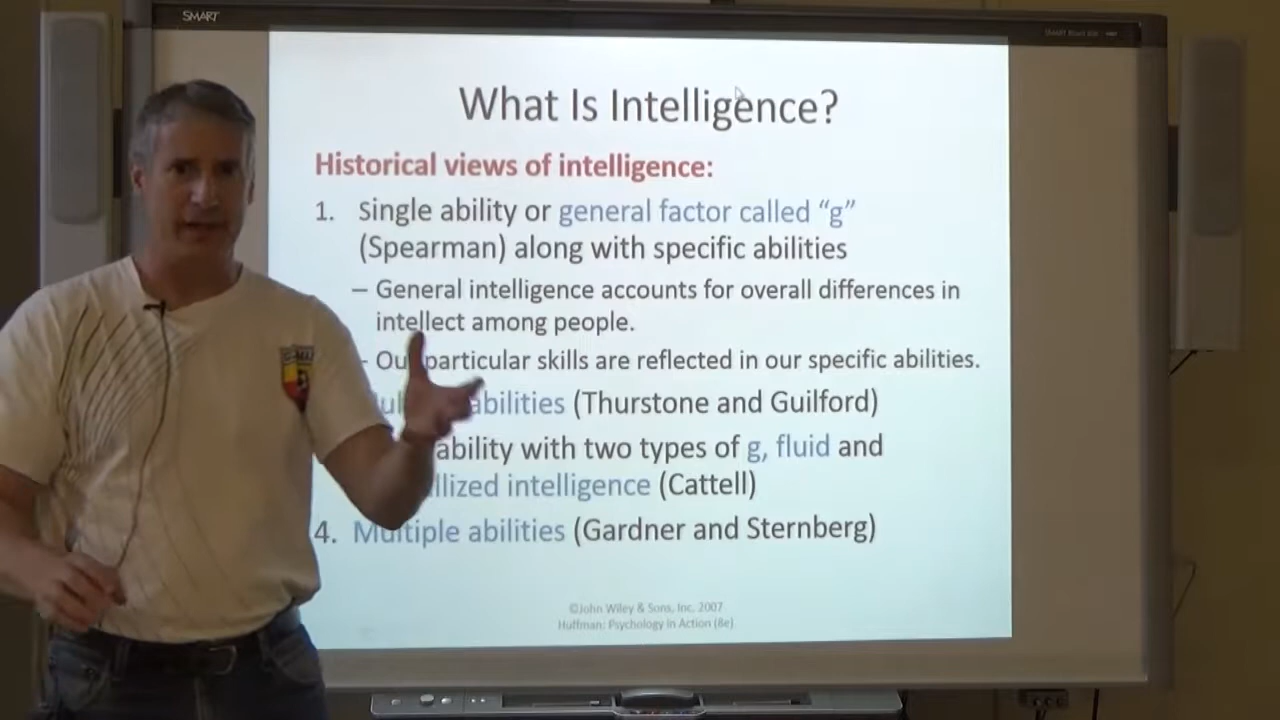 SMART
What Is Intelligence?
Historical views of intelligence:
1. Single ability or general factor called “g”
(Spearman) along with specific abilities
– General intelligence accounts for overall differences in
intellect among people.
- Ou particular skills are reflected in our specific abilities.
abilities (Thurstone and Guilford)
ability with two types of g, fluid and
llized intelligence (Cattell)
4. Multiple abilities (Gardner and Sternberg)
©John Wiley & Sons, Inc. 2007
Huffman: Psychology in Action (8e)